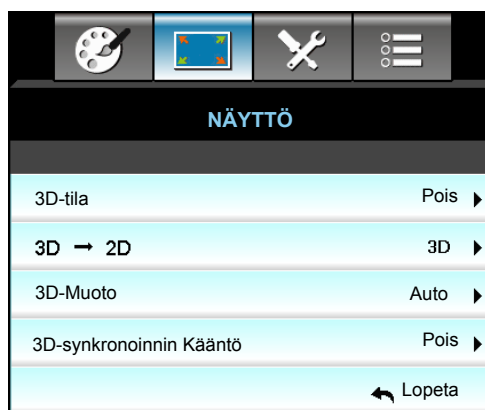 NÄYTTÖ
3D-tila Pois
3D → 2D 3D
3D-Muoto Auto
3D-synkronoinnin Kääntö Pois
Lopeta